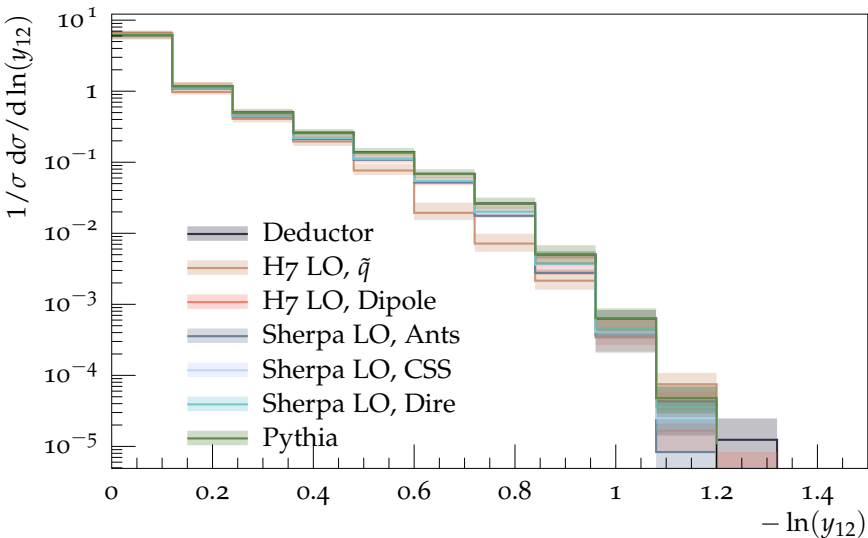 1/σ dσ/d ln(y₁₂)
10¹
1
10⁻¹
10⁻²
10⁻³
10⁻⁴
10⁻⁵
Deductor
H7 LO, q̃
H7 LO, Dipole
Sherpa LO, Ants
Sherpa LO, CSS
Sherpa LO, Dire
Pythia
0 0.2 0.4 0.6 0.8 1 1.2 1.4
− ln(y₁₂)